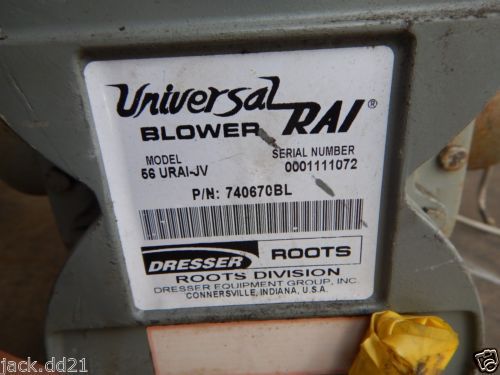 Universal RAI®
BLOWER
MODEL SERIAL NUMBER
56 URAI-JV 0001111072
P/N: 740670BL
DRESSER ROOTS
ROOTS DIVISION
DRESSER EQUIPMENT GROUP, INC.
CONNERSVILLE, INDIANA, U.S.A.
jack.dd21